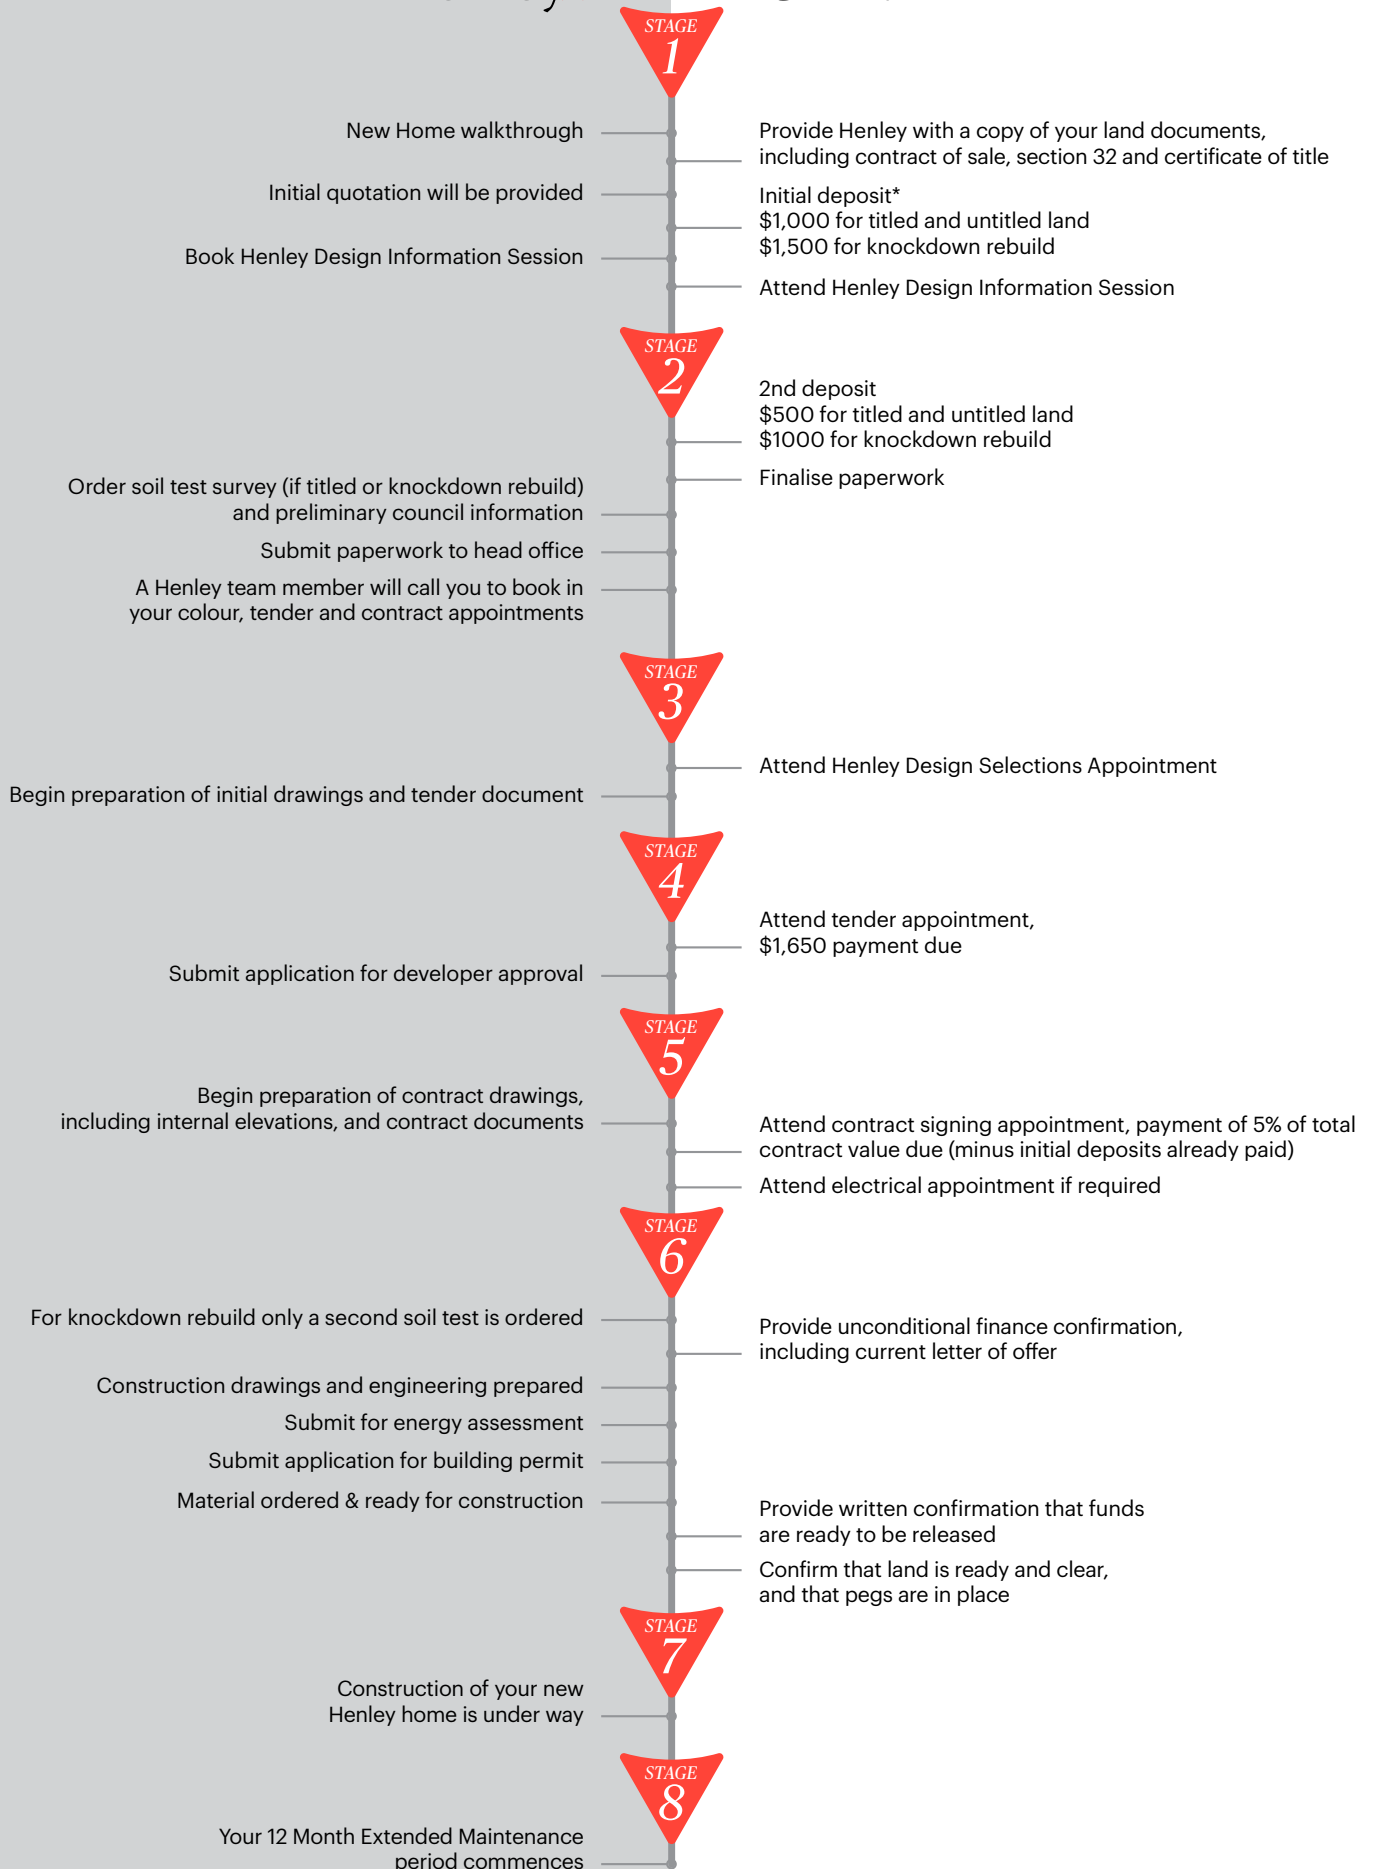 STAGE
1
New Home walkthrough
Provide Henley with a copy of your land documents,
including contract of sale, section 32 and certificate of title
Initial quotation will be provided
Initial deposit*
$1,000 for titled and untitled land
$1,500 for knockdown rebuild
Book Henley Design Information Session
Attend Henley Design Information Session
STAGE
2
2nd deposit
$500 for titled and untitled land
$1000 for knockdown rebuild
Finalise paperwork
Order soil test survey (if titled or knockdown rebuild)
and preliminary council information
Submit paperwork to head office
A Henley team member will call you to book in
your colour, tender and contract appointments
STAGE
3
Attend Henley Design Selections Appointment
Begin preparation of initial drawings and tender document
STAGE
4
Attend tender appointment,
$1,650 payment due
Submit application for developer approval
STAGE
5
Begin preparation of contract drawings,
including internal elevations, and contract documents
Attend contract signing appointment, payment of 5% of total
contract value due (minus initial deposits already paid)
Attend electrical appointment if required
STAGE
6
For knockdown rebuild only a second soil test is ordered
Provide unconditional finance confirmation,
including current letter of offer
Construction drawings and engineering prepared
Submit for energy assessment
Submit application for building permit
Material ordered & ready for construction
Provide written confirmation that funds
are ready to be released
Confirm that land is ready and clear,
and that pegs are in place
STAGE
7
Construction of your new
Henley home is under way
STAGE
8
Your 12 Month Extended Maintenance
period commences